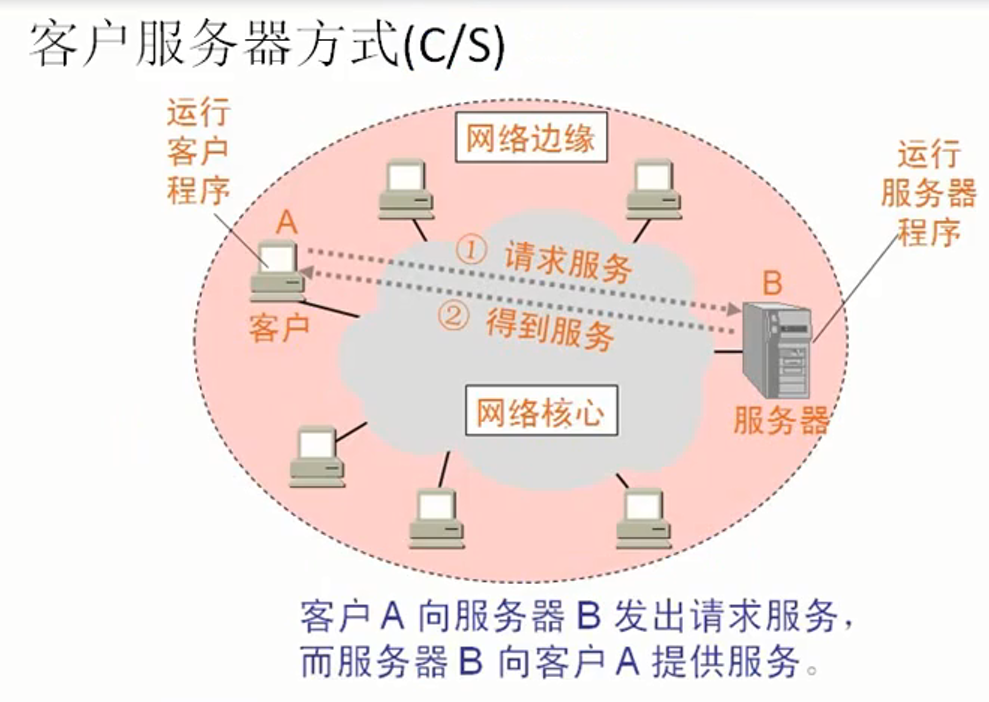 客户服务器方式(C/S)
运行
客户
程序
网络边缘
运行
服务器
程序
A
① 请求服务
B
② 得到服务
客户
网络核心
服务器
客户 A 向服务器 B 发出请求服务，
而服务器 B 向客户 A 提供服务。